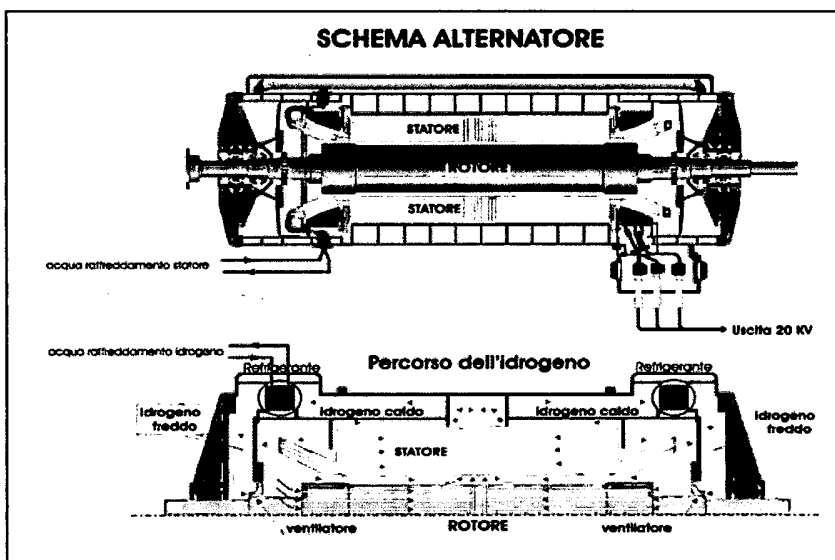 SCHEMA ALTERNATORE
STATORE
ROTORE
STATORE
acqua raffreddamento statore
Uscita 20 KV
acqua raffreddamento idrogeno
Percorso dell'idrogeno
Refrigerante
Refrigerante
idrogeno freddo
idrogeno caldo
idrogeno caldo
idrogeno freddo
STATORE
ventilatore
ROTORE
ventilatore